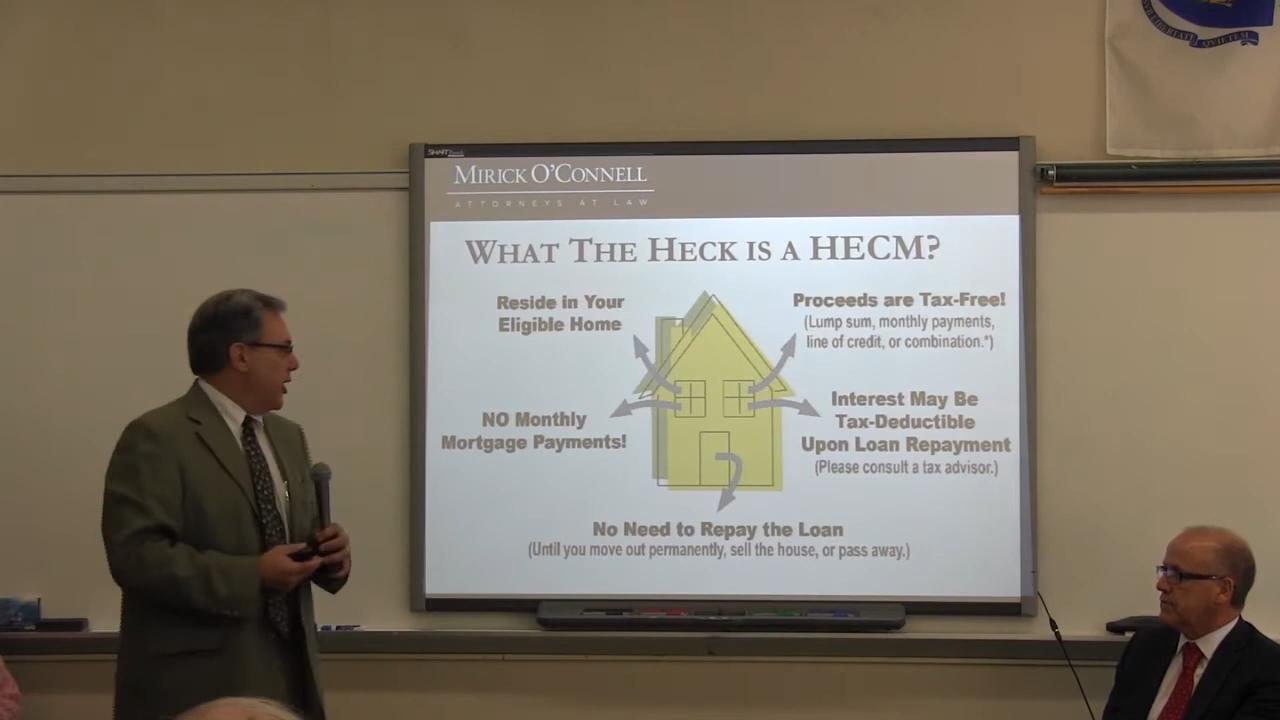 SMART Board
MIRICK O'CONNELL
ATTORNEYS AT LAW
WHAT THE HECK IS A HECM?
Reside in Your
Eligible Home
NO Monthly
Mortgage Payments!
Proceeds are Tax-Free!
(Lump sum, monthly payments,
line of credit, or combination.*)
Interest May Be
Tax-Deductible
Upon Loan Repayment
(Please consult a tax advisor.)
No Need to Repay the Loan
(Until you move out permanently, sell the house, or pass away.)
QVIETEM